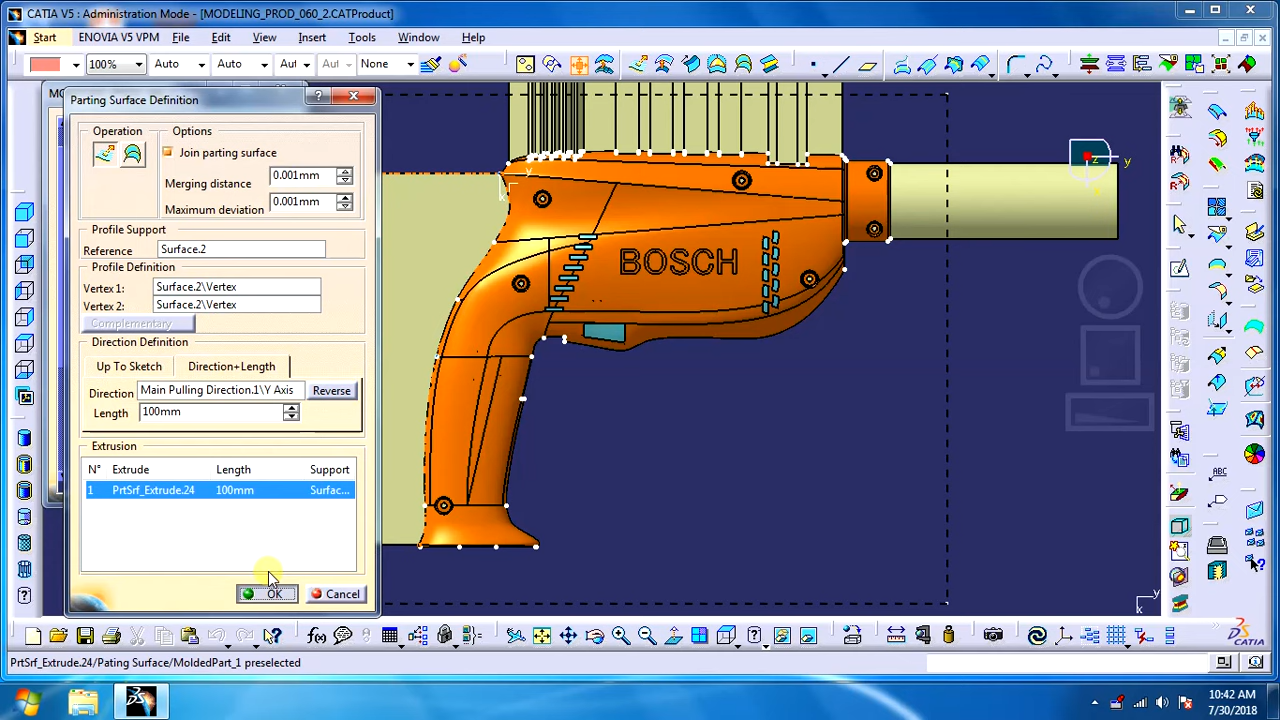 CATIA V5 : Administration Mode - [MODELING_PROD_060_2.CATProduct]
Start ENOVIA V5 VPM File Edit View Insert Tools Window Help
100% Auto Auto Aul Aul None
Parting Surface Definition
Operation Options
Join parting surface
Merging distance 0.001mm
Maximum deviation 0.001mm
Profile Support
Reference Surface.2
Profile Definition
Vertex 1: Surface.2\Vertex
Vertex 2: Surface.2\Vertex
Complementary
Direction Definition
Up To Sketch Direction+Length
Direction Main Pulling Direction.1\Y Axis Reverse
Length 100mm
Extrusion
N° Extrude Length Support
1 PrtSrf_Extrude.24 100mm Surfac...
OK Cancel
BOSCH
y
x
z y
y
x
ABC
f(x)
PrtSrf_Extrude.24/Pating Surface/MoldedPart_1 preselected
10:42 AM
7/30/2018